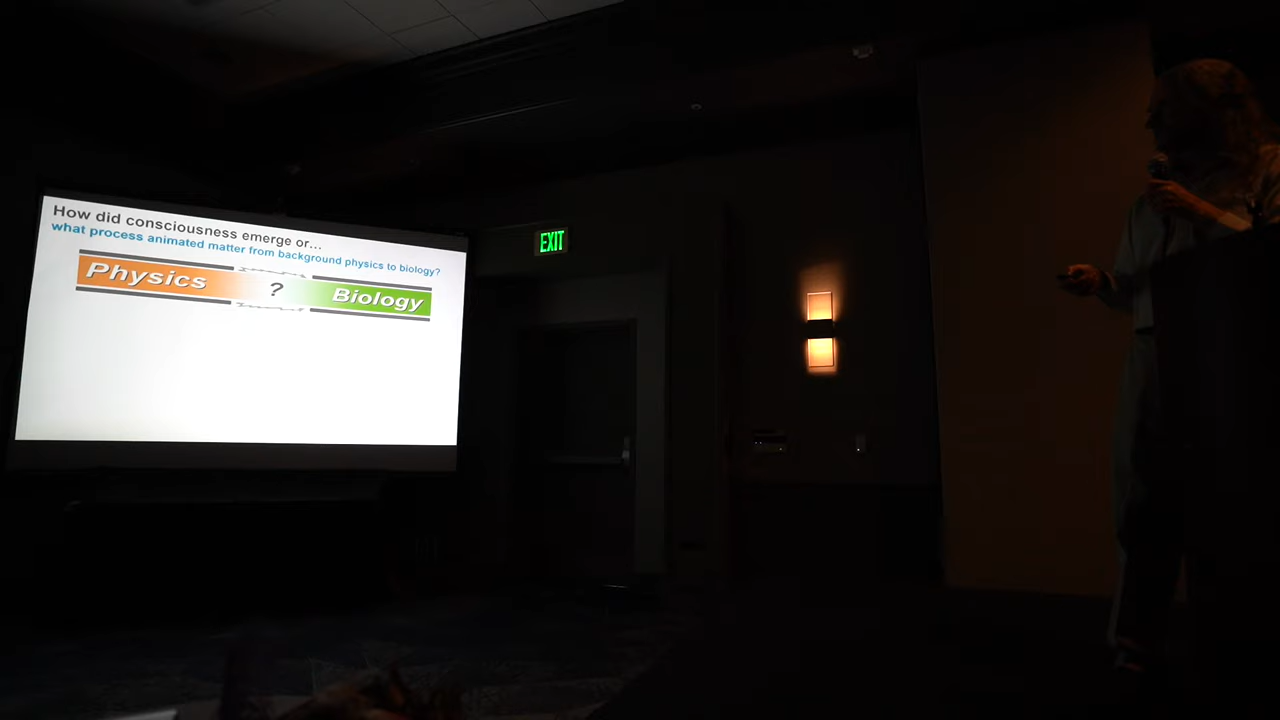 How did consciousness emerge or...
what process animated matter from background physics to biology?
Physics ? Biology
EXIT